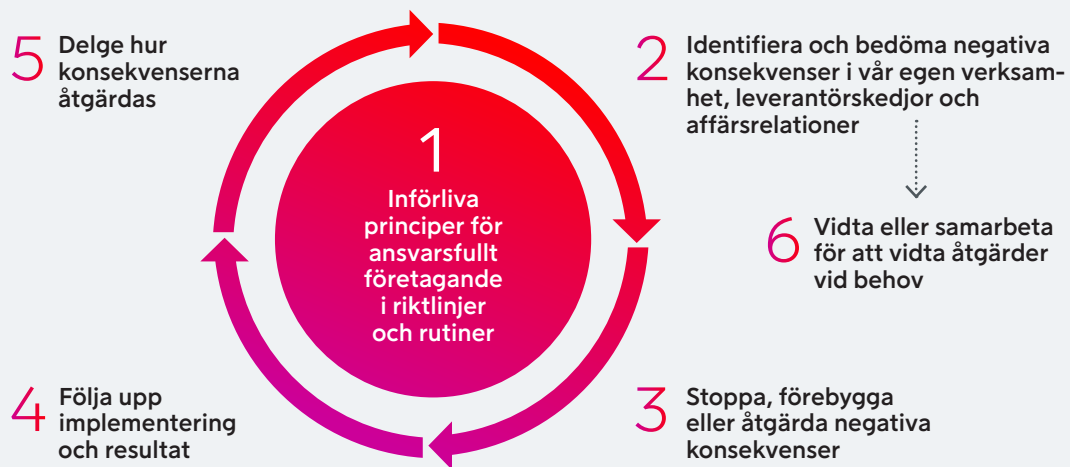 1
Införliva
principer för
ansvarsfullt
företagande
i riktlinjer
och rutiner
2
Identifiera och bedöma negativa
konsekvenser i vår egen verksam-
het, leverantörskedjor och
affärsrelationer
3
Stoppa, förebygga
eller åtgärda negativa
konsekvenser
4
Följa upp
implementering
och resultat
5
Delge hur
konsekvenserna
åtgärdas
6
Vidta eller samarbeta
för att vidta åtgärder
vid behov